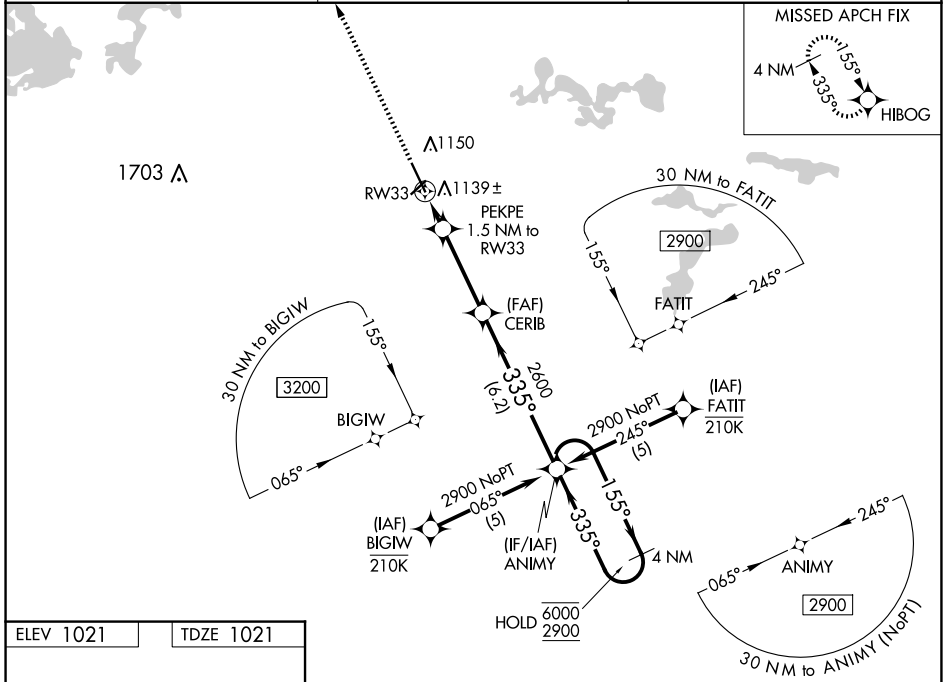 MISSED APCH FIX
4 NM
155°
335°
HIBOG
1150
1703
RW33
1139 ±
PEKPE
1.5 NM to
RW33
30 NM to FATIT
2900
155°
245°
FATIT
(FAF)
CERIB
30 NM to BIGIW
155°
3200
BIGIW
065°
2600
335°
(6.2)
(IAF)
FATIT
210K
2900 NoPT
245°
(5)
2900 NoPT
065°
(5)
(IAF)
BIGIW
210K
(IF/IAF)
ANIMY
335°
155°
4 NM
HOLD
6000
2900
245°
065°
ANIMY
2900
30 NM to ANIMY (NoPT)
ELEV 1021
TDZE 1021